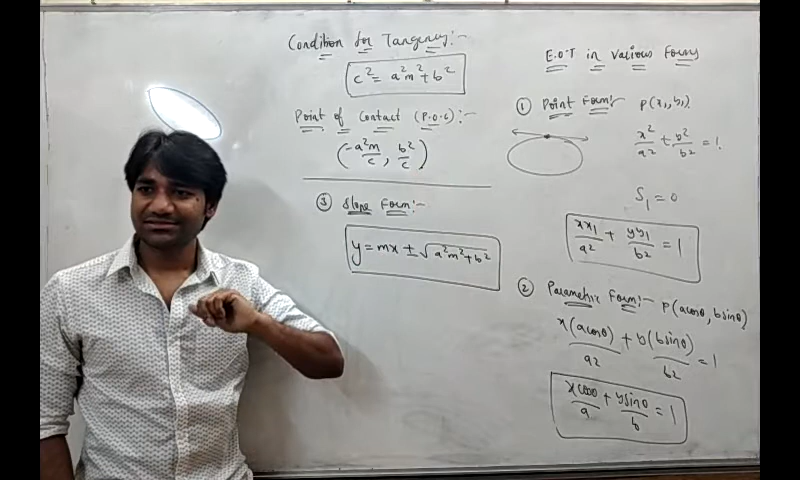 Condition for Tangency:-
c² = a²m² + b²
Point of Contact (P.O.C) :-
(-a²m/c, b²/c)
③ Slope Form:-
y = mx ± √a²m² + b²
E.O.T in Various Forms
① Point Form:- P(x₁, y₁)
x²/a² + y²/b² = 1
S₁ = 0
xx₁/a² + yy₁/b² = 1
② Parametric Form:- P(acosθ, bsinθ)
x(acosθ)/a² + b(bsinθ)/b² = 1
xcosθ/a + ysinθ/b = 1